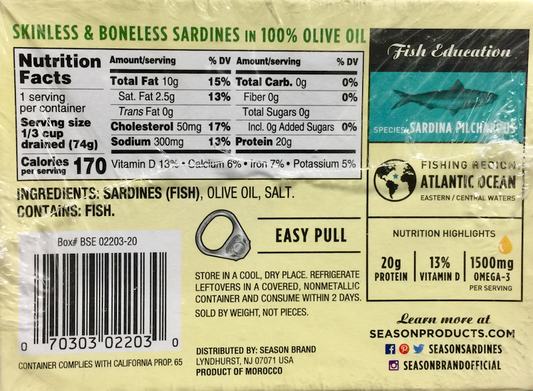 SKINLESS & BONELESS SARDINES IN 100% OLIVE OIL
Nutrition
Facts
1 serving
per container
Serving size
1/3 cup
drained (74g)
Calories
per serving 170
Amount/serving % DV
Total Fat 10g 15%
Sat. Fat 2.5g 13%
Trans Fat 0g
Cholesterol 50mg 17%
Sodium 300mg 13%
Amount/serving % DV
Total Carb. 0g 0%
Fiber 0g 0%
Total Sugars 0g
Incl. 0g Added Sugars 0%
Protein 20g
Vitamin D 13% • Calcium 6% • Iron 7% • Potassium 5%
INGREDIENTS: SARDINES (FISH), OLIVE OIL, SALT.
CONTAINS: FISH.
Box# BSE 02203-20
0 70303 02203 0
CONTAINER COMPLIES WITH CALIFORNIA PROP. 65
EASY PULL
STORE IN A COOL, DRY PLACE. REFRIGERATE
LEFTOVERS IN A COVERED, NONMETALLIC
CONTAINER AND CONSUME WITHIN 2 DAYS.
SOLD BY WEIGHT, NOT PIECES.
DISTRIBUTED BY: SEASON BRAND
LYNDHURST, NJ 07071 USA
PRODUCT OF MOROCCO
Fish Education
SPECIES: SARDINA PILCHARDUS
FISHING REGION
ATLANTIC OCEAN
EASTERN / CENTRAL WATERS
NUTRITION HIGHLIGHTS
20g
PROTEIN
13%
VITAMIN D
1500mg
OMEGA-3
PER SERVING
Learn more at
SEASONPRODUCTS.COM
SEASONSARDINES
SEASONBRANDOFFICIAL